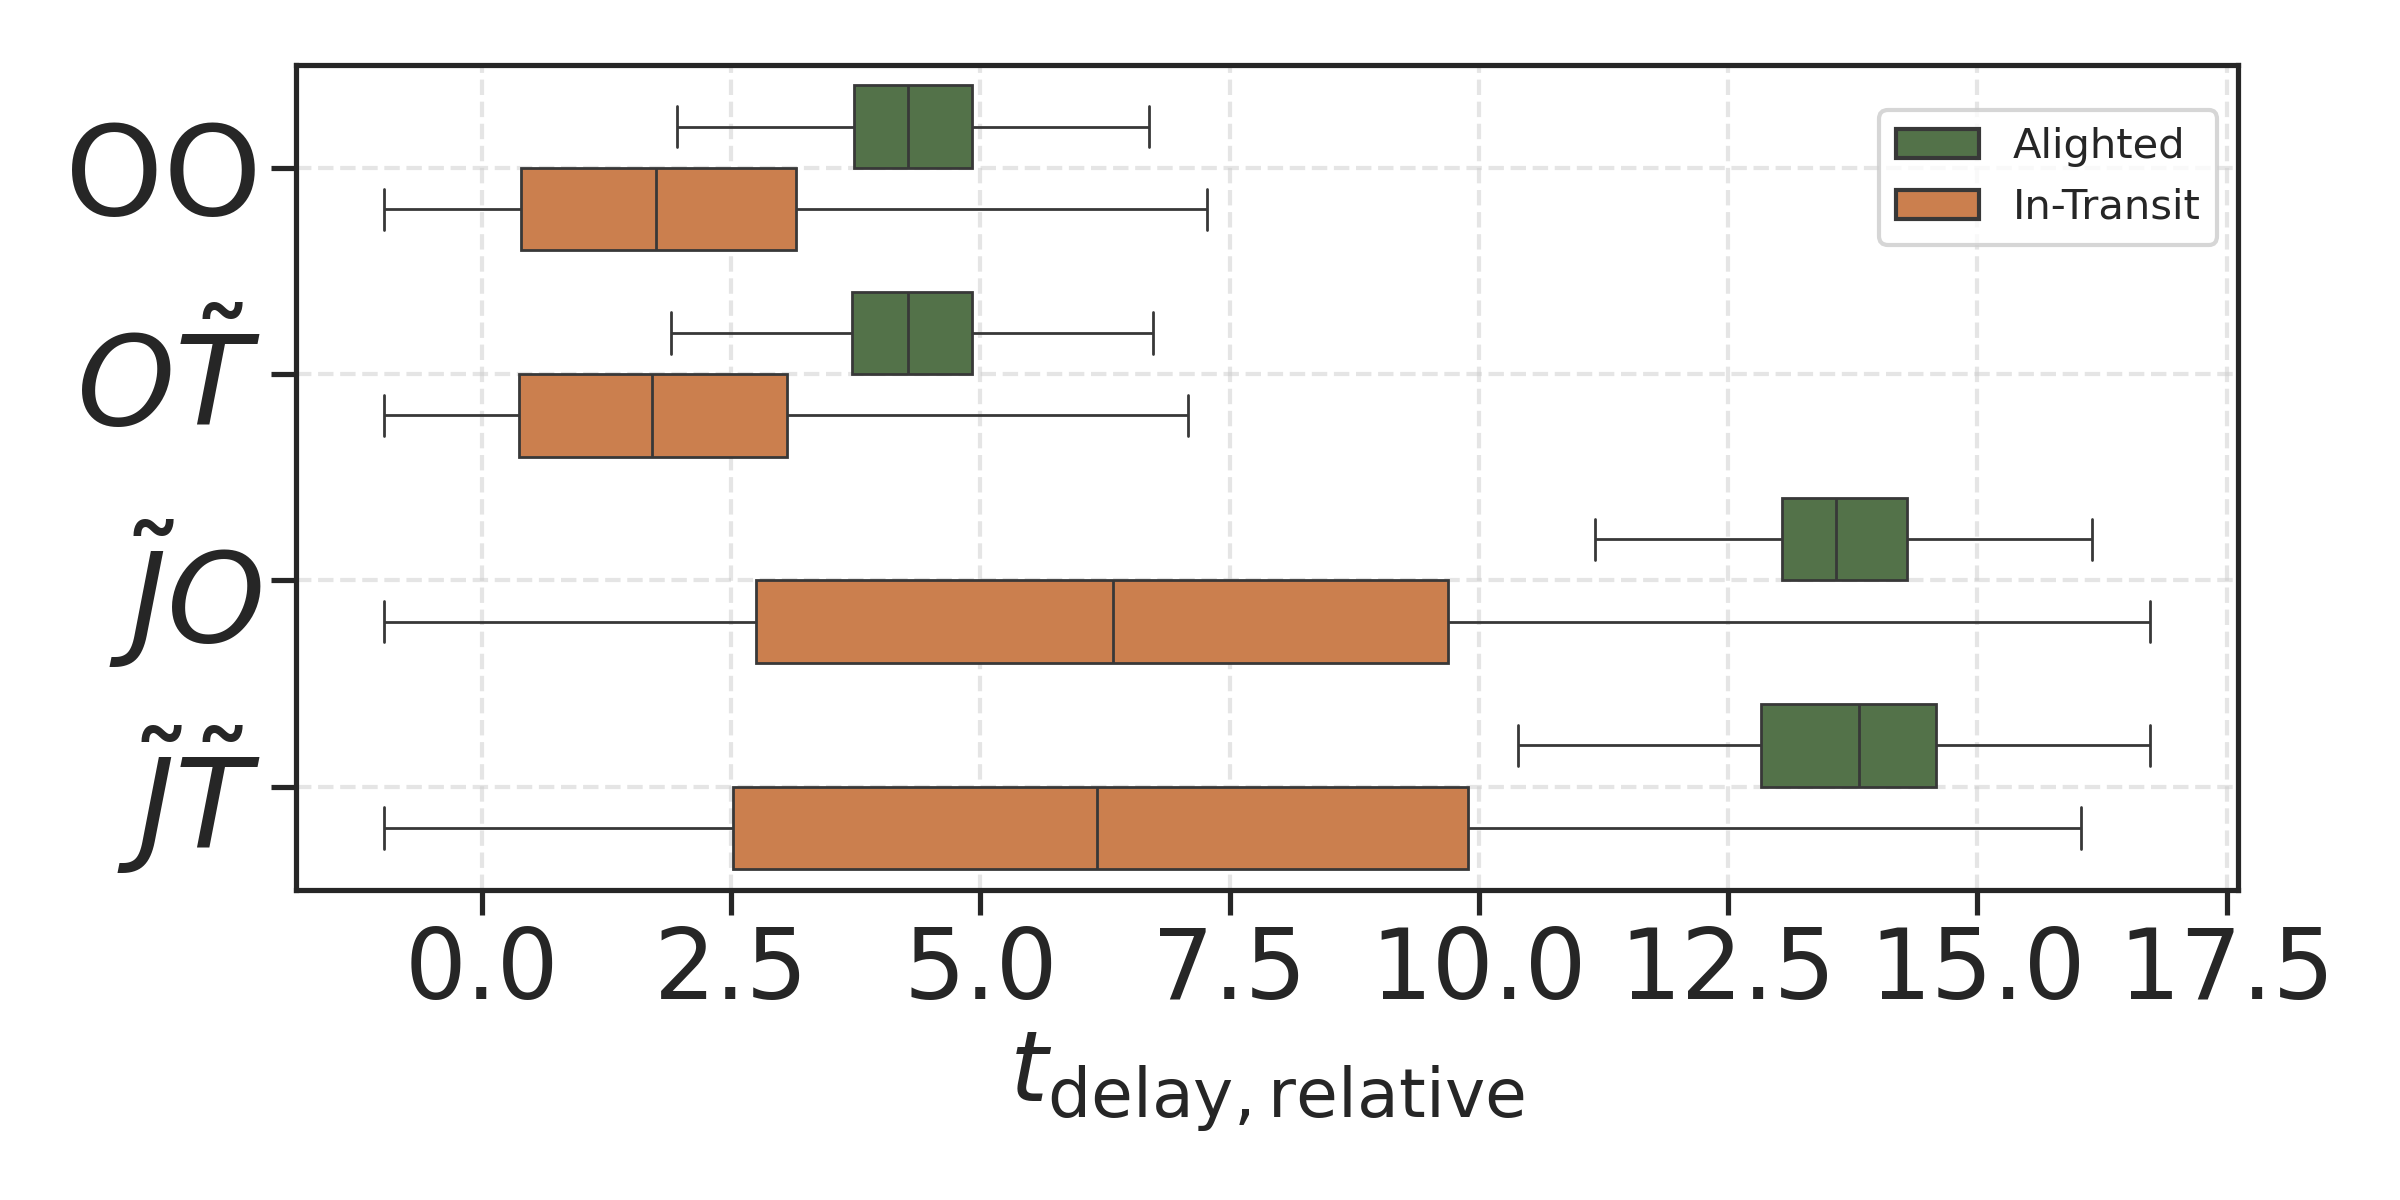 OO
Alighted
In-Transit
OT̃
J̃O
J̃T̃
0.0 2.5 5.0 7.5 10.0 12.5 15.0 17.5
t_delay, relative